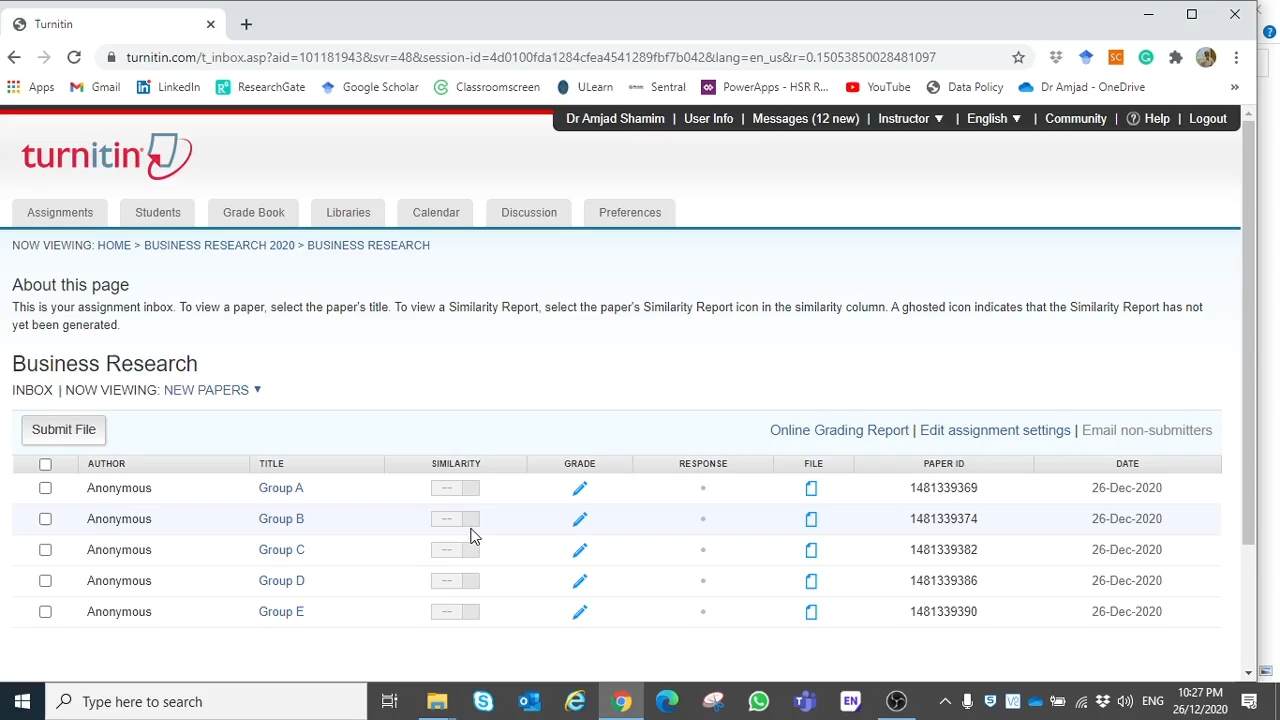 Turnitin
turnitin.com/t_inbox.asp?aid=101181943&svr=48&session-id=4d0100fda1234cfea4541289fbf7b042&lang=en_us&r=0.15153850028481097
Apps Gmail LinkedIn ResearchGate Google Scholar Classroomscreen ULearn Sentral PowerApps - HSR R... YouTube Data Policy Dr Amjad - OneDrive »
Dr Amjad Shamim | User Info | Messages (12 new) | Instructor ▼ | English ▼ | Community | Help | Logout
turnitin
Assignments Students Grade Book Libraries Calendar Discussion Preferences
NOW VIEWING: HOME > BUSINESS RESEARCH 2020 > BUSINESS RESEARCH
About this page
This is your assignment inbox. To view a paper, select the paper's title. To view a Similarity Report, select the paper's Similarity Report icon in the similarity column. A ghosted icon indicates that the Similarity Report has
not yet been generated.
Business Research
INBOX | NOW VIEWING: NEW PAPERS ▼
Submit File Online Grading Report | Edit assignment settings | Email non-submitters
AUTHOR TITLE SIMILARITY GRADE RESPONSE FILE PAPER ID DATE
Anonymous Group A -- 1481339369 26-Dec-2020
Anonymous Group B -- 1481339374 26-Dec-2020
Anonymous Group C -- 1481339382 26-Dec-2020
Anonymous Group D -- 1481339386 26-Dec-2020
Anonymous Group E -- 1481339390 26-Dec-2020
Type here to search EN ENG 10:27 PM
26/12/2020